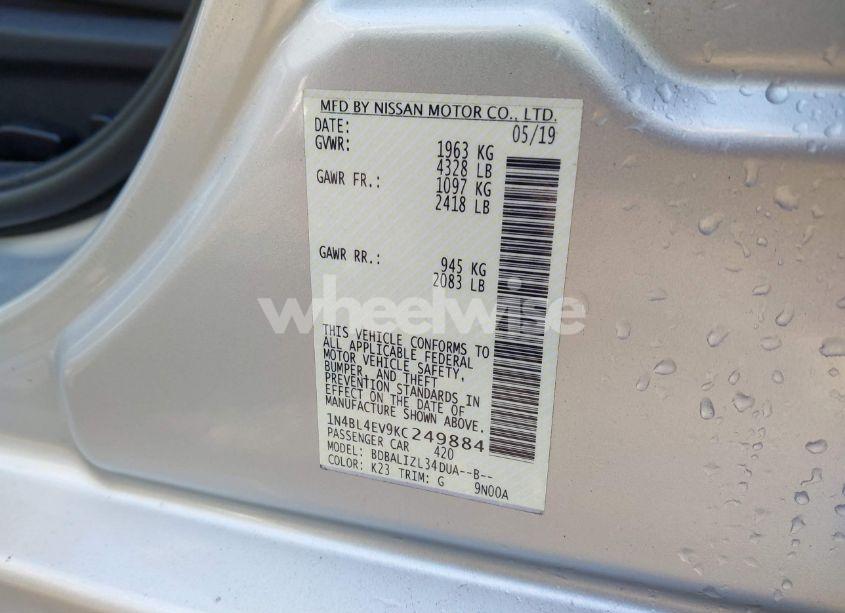 MFD BY NISSAN MOTOR CO., LTD.
DATE: 05/19
GVWR: 1963 KG
4328 LB
GAWR FR.: 1097 KG
2418 LB
GAWR RR.: 945 KG
2083 LB
wheelwise
THIS VEHICLE CONFORMS TO
ALL APPLICABLE FEDERAL
MOTOR VEHICLE SAFETY,
BUMPER, AND THEFT
PREVENTION STANDARDS IN
EFFECT ON THE DATE OF
MANUFACTURE SHOWN ABOVE.
1N4BL4EV9KC249884
PASSENGER CAR 420
MODEL: BDBALIZL34DUA--B--
COLOR: K23 TRIM: G 9N00A